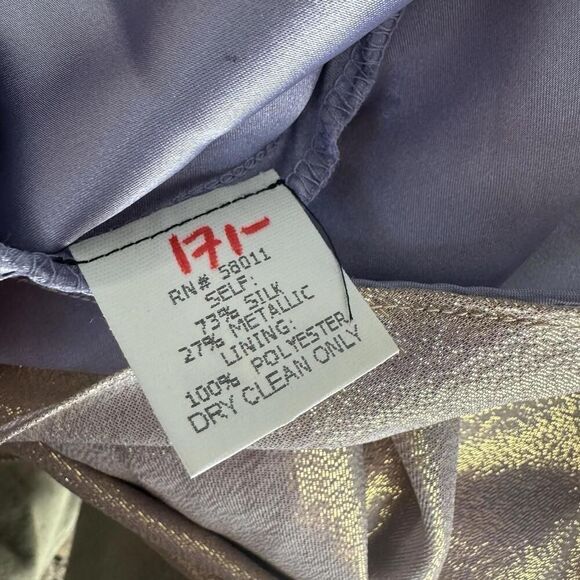 171-
RN# 58011
SELF:
73% SILK
27% METALLIC
LINING:
100% POLYESTER
DRY CLEAN ONLY